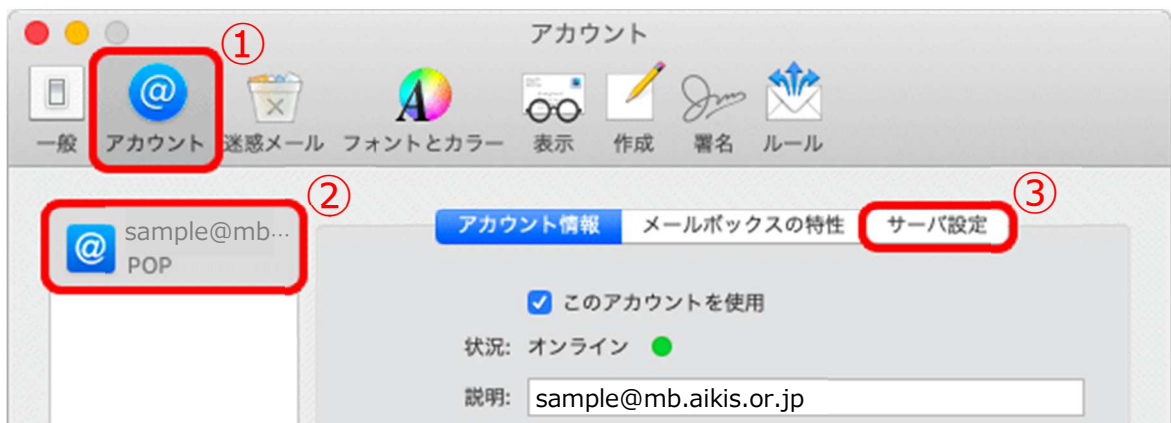 アカウント
①
一般 アカウント 迷惑メール フォントとカラー 表示 作成 署名 ルール
②
③
sample@mb…
POP
アカウント情報 メールボックスの特性 サーバ設定
このアカウントを使用
状況: オンライン
説明: sample@mb.aikis.or.jp